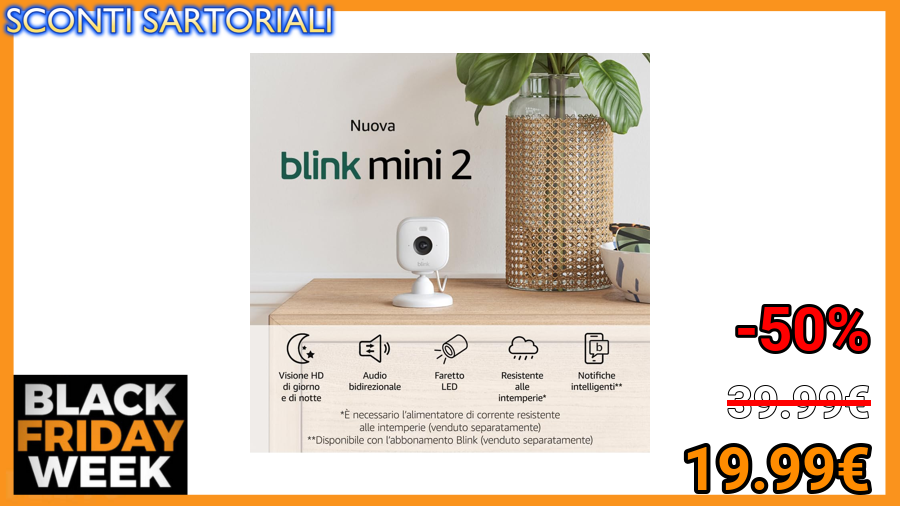 SCONTI SARTORIALI
Nuova
blink mini 2
blink
Visione HD
di giorno
e di notte
Audio
bidirezionale
Faretto
LED
Resistente
alle
intemperie*
b
Notifiche
intelligenti**
*È necessario l'alimentatore di corrente resistente
alle intemperie (venduto separatamente)
**Disponibile con l'abbonamento Blink (venduto separatamente)
BLACK
FRIDAY
WEEK
-50%
39.99€
19.99€